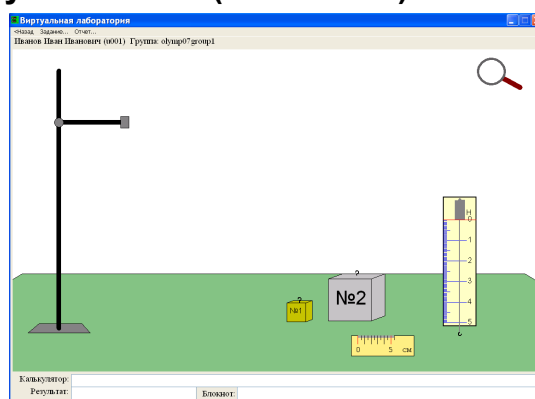 Виртуальная лаборатория
<Назад Задание... Отчет...
Иванов Иван Иванович (u001) Группа: olymp07group1
Н
0
1
2
3
4
5
№1
№2
0 5 см
Калькулятор:
Результат:
Блокнот: